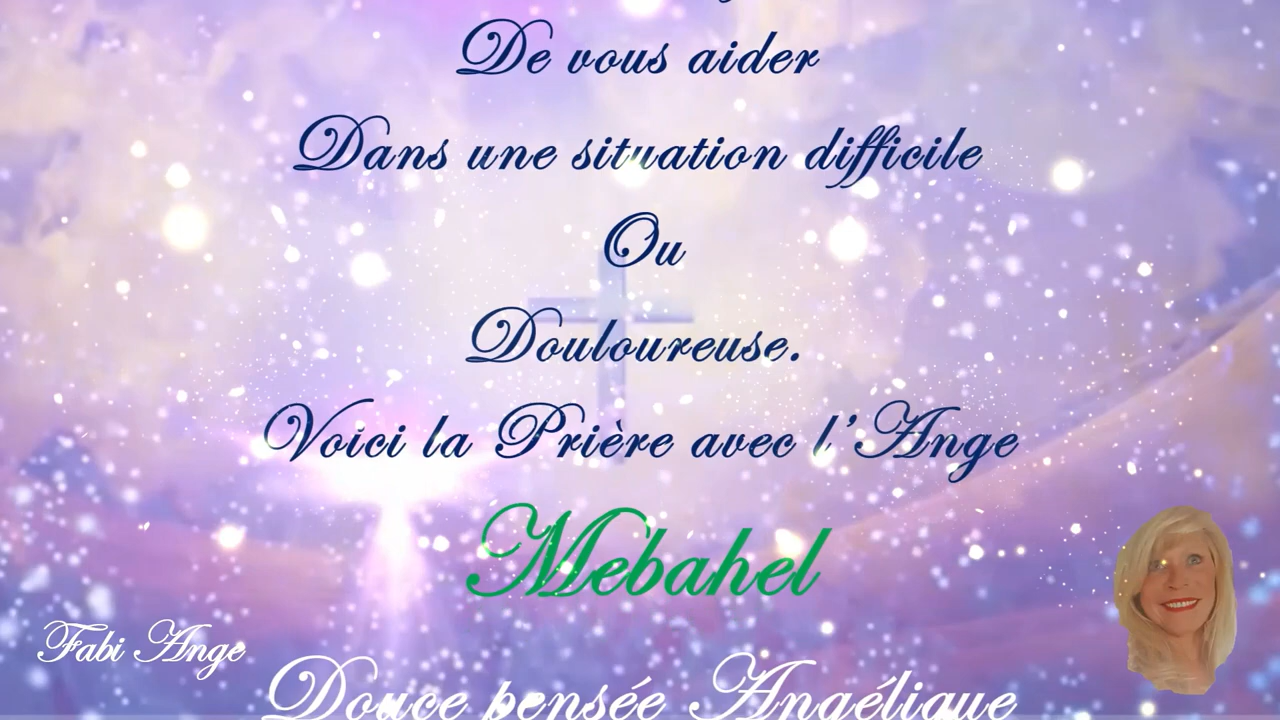 De vous aider
Dans une situation difficile
Ou
Douloureuse.
Voici la Prière avec l'Ange
Mebahel
Fabi Ange
Douce pensée Angélique